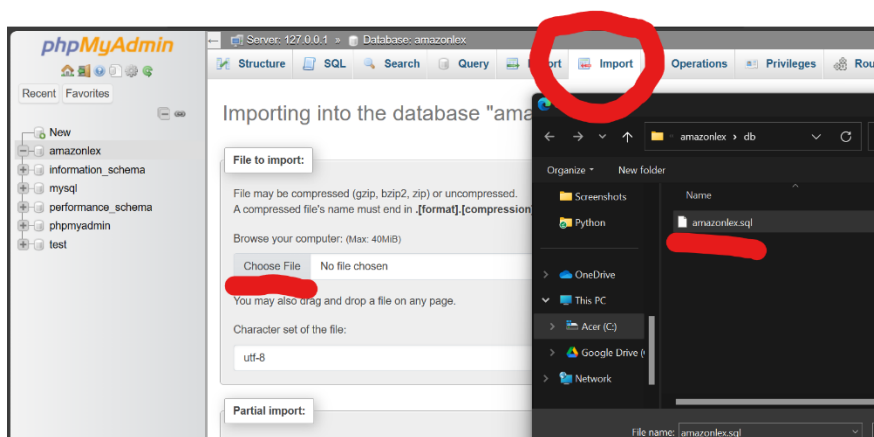 phpMyAdmin
Recent Favorites
New
amazonlex
information_schema
mysql
performance_schema
phpmyadmin
test
Server: 127.0.0.1 » Database: amazonlex
Structure SQL Search Query Import Operations Privileges Rou
Importing into the database "ama
File to import:
File may be compressed (gzip, bzip2, zip) or uncompressed.
A compressed file's name must end in .[format].[compression]
Browse your computer: (Max: 40MiB)
Choose File No file chosen
You may also drag and drop a file on any page.
Character set of the file:
utf-8
Partial import:
amazonlex › db
Organize New folder
Screenshots
Python
OneDrive
This PC
Acer (C:)
Google Drive (
Network
Name
amazonlex.sql
File name: amazonlex.sql